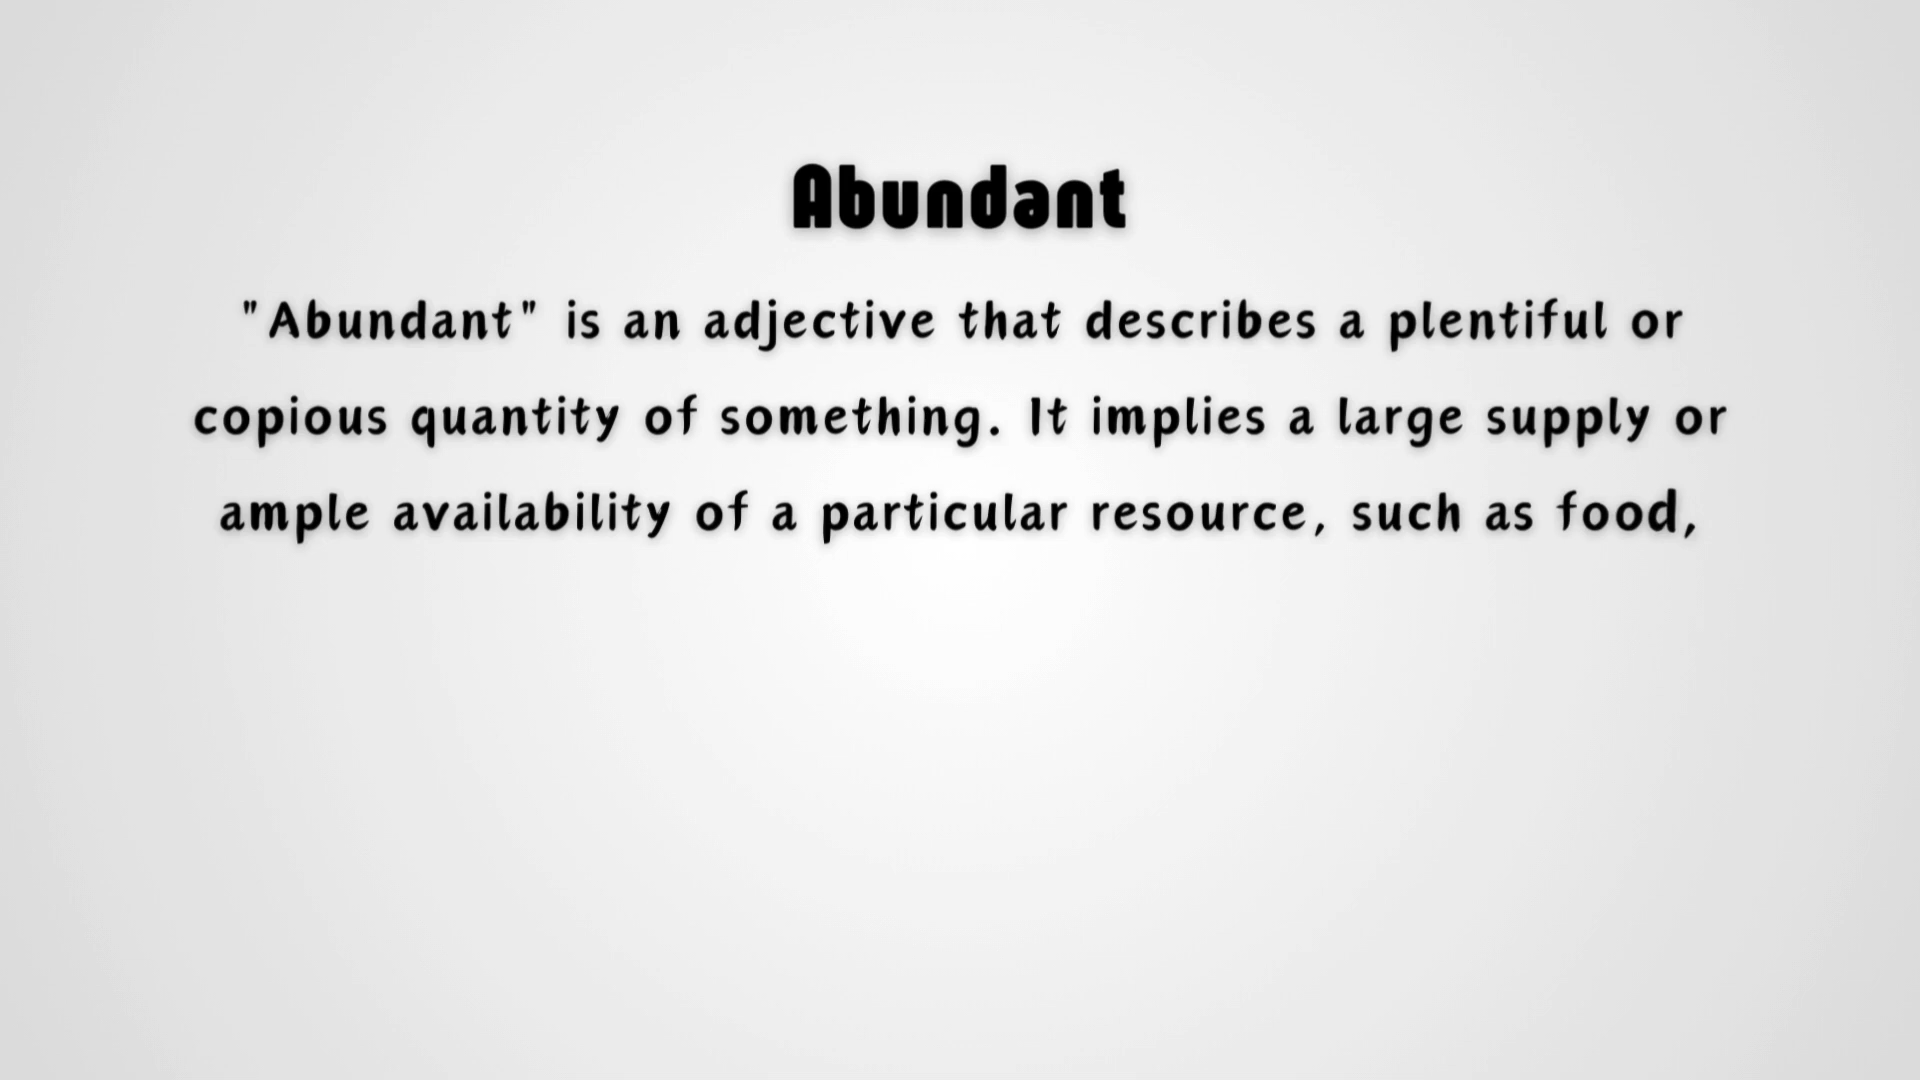 Abundant
"Abundant" is an adjective that describes a plentiful or
copious quantity of something. It implies a large supply or
ample availability of a particular resource, such as food,